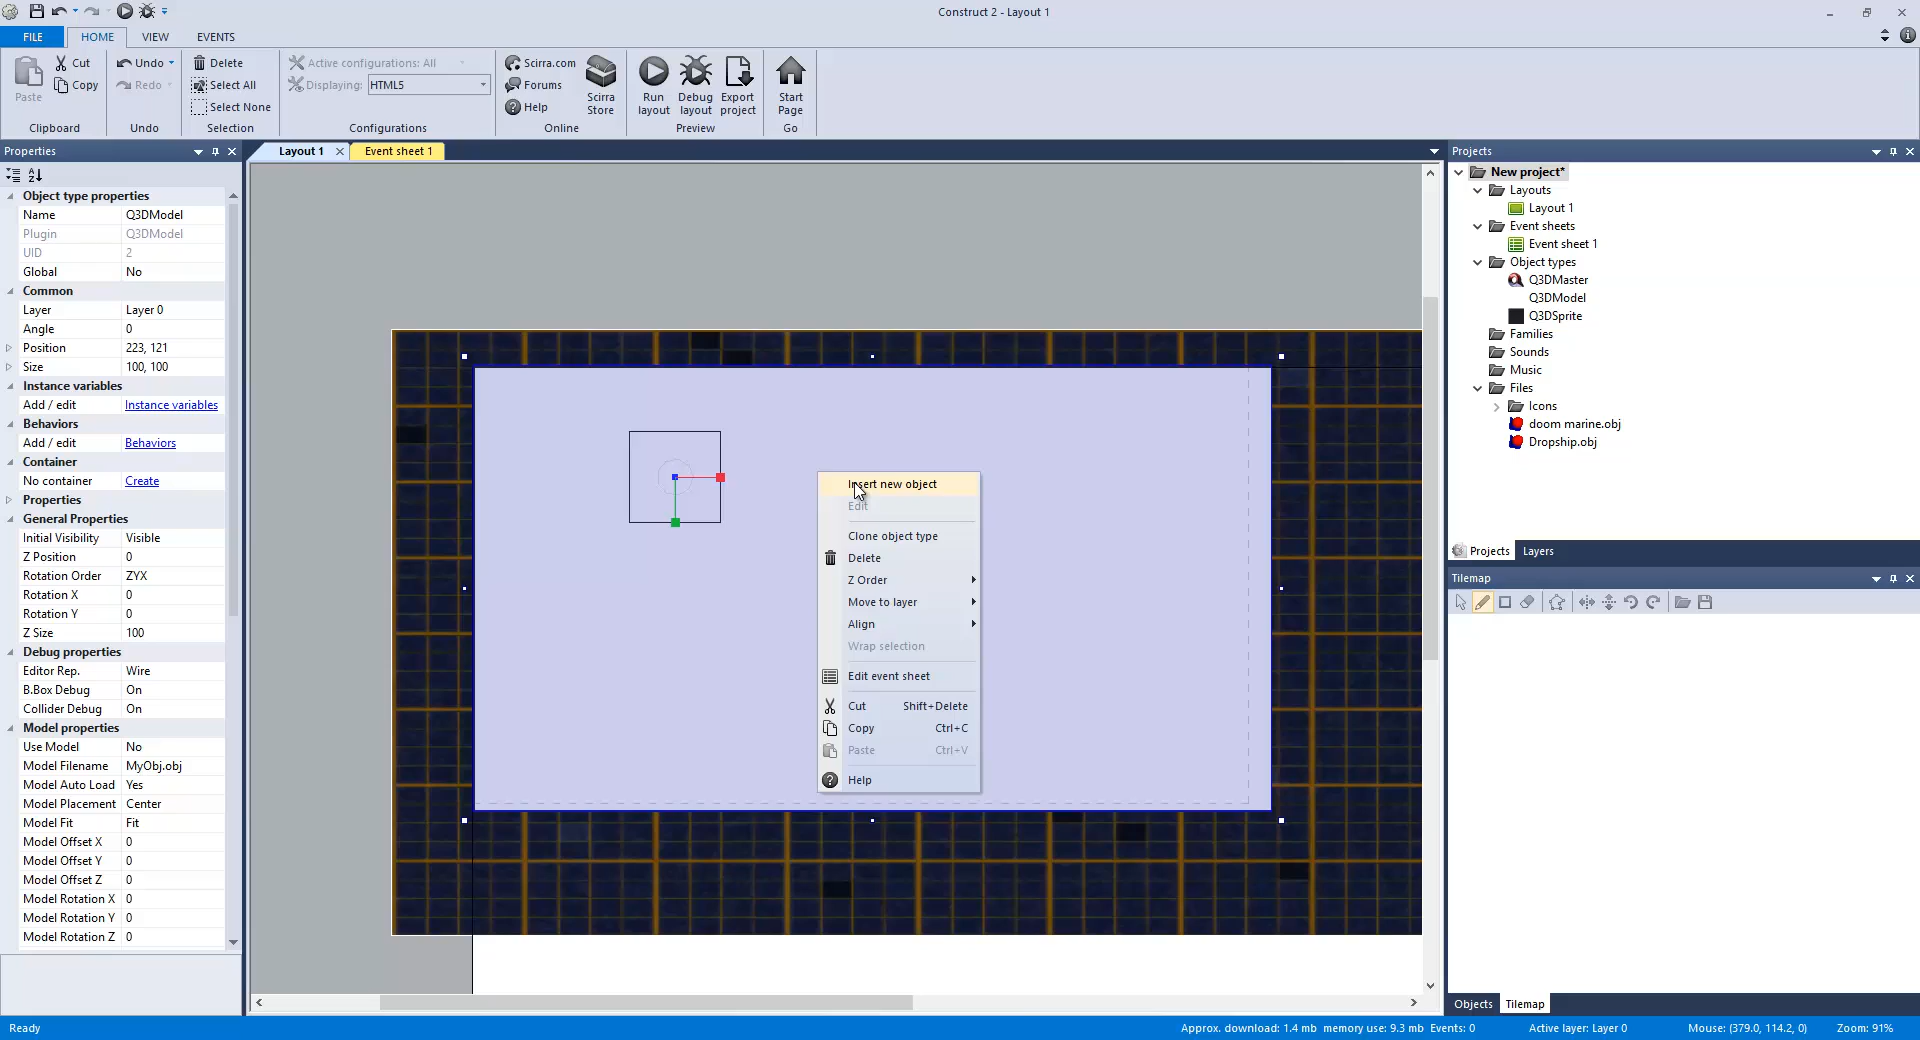 Construct 2 - Layout 1
FILE
HOME
VIEW
EVENTS
Paste
Cut
Copy
Clipboard
Undo
Redo
Undo
Delete
Select All
Select None
Selection
Active configurations: All
Displaying:
HTML5
Configurations
Scirra.com
Forums
Help
Scirra
Store
Online
Run
layout
Debug
layout
Export
project
Preview
Start
Page
Go
Properties
Object type properties
Name Q3DModel
Plugin Q3DModel
UID 2
Global No
Common
Layer Layer 0
Angle 0
Position 223, 121
Size 100, 100
Instance variables
Add / edit Instance variables
Behaviors
Add / edit Behaviors
Container
No container Create
Properties
General Properties
Initial Visibility Visible
Z Position 0
Rotation Order ZYX
Rotation X 0
Rotation Y 0
Z Size 100
Debug properties
Editor Rep. Wire
B.Box Debug On
Collider Debug On
Model properties
Use Model No
Model Filename MyObj.obj
Model Auto Load Yes
Model Placement Center
Model Fit Fit
Model Offset X 0
Model Offset Y 0
Model Offset Z 0
Model Rotation X 0
Model Rotation Y 0
Model Rotation Z 0
Layout 1
Event sheet 1
Insert new object
Edit
Clone object type
Delete
Z Order
Move to layer
Align
Wrap selection
Edit event sheet
Cut Shift+Delete
Copy Ctrl+C
Paste Ctrl+V
Help
Projects
New project*
Layouts
Layout 1
Event sheets
Event sheet 1
Object types
Q3DMaster
Q3DModel
Q3DSprite
Families
Sounds
Music
Files
Icons
doom marine.obj
Dropship.obj
Projects
Layers
Tilemap
Objects
Tilemap
Ready
Approx. download: 1.4 mb memory use: 9.3 mb Events: 0
Active layer: Layer 0
Mouse: (379.0, 114.2, 0)
Zoom: 91%